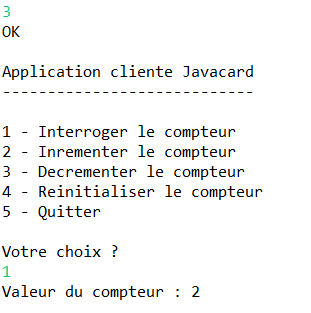 3
OK
Application cliente Javacard
----------------------------
1 - Interroger le compteur
2 - Inrementer le compteur
3 - Decrementer le compteur
4 - Reinitialiser le compteur
5 - Quitter
Votre choix ?
1
Valeur du compteur : 2